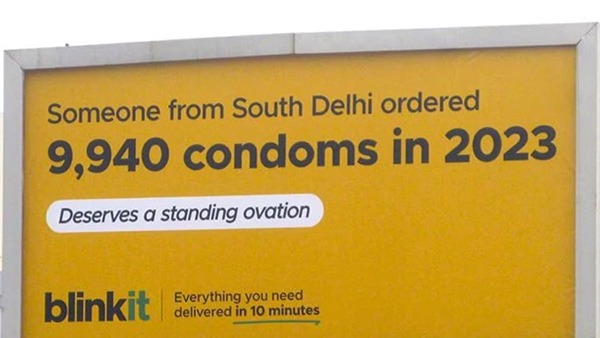 Someone from South Delhi ordered
9,940 condoms in 2023
Deserves a standing ovation
blinkit
Everything you need
delivered in 10 minutes